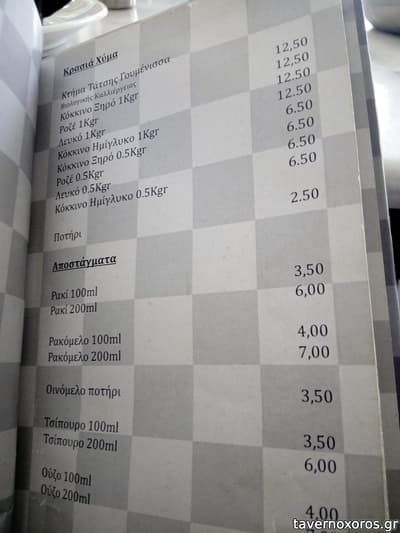 Κρασιά Χύμα
Κτήμα Τάτσης Γουμένισσα
Βιολογικής Καλλιέργειας
Κόκκινο Ξηρό 1Kgr 12,50
Ροζέ 1Kgr 12,50
Λευκό 1Kgr 12.50
Κόκκινο Ημίγλυκο 1Kgr 12.50
Κόκκινο Ξηρό 0.5Kgr 6.50
Ροζέ 0.5Kgr 6.50
Λευκό 0.5Kgr 6.50
Κόκκινο Ημίγλυκο 0.5Kgr 6.50
Ποτήρι 2.50
Αποστάγματα
Ρακί 100ml 3,50
Ρακί 200ml 6,00
Ρακόμελο 100ml 4,00
Ρακόμελο 200ml 7,00
Οινόμελο ποτήρι 3,50
Τσίπουρο 100ml 3,50
Τσίπουρο 200ml 6,00
Ούζο 100ml 4,00
Ούζο 200ml
tavernoxoros.gr